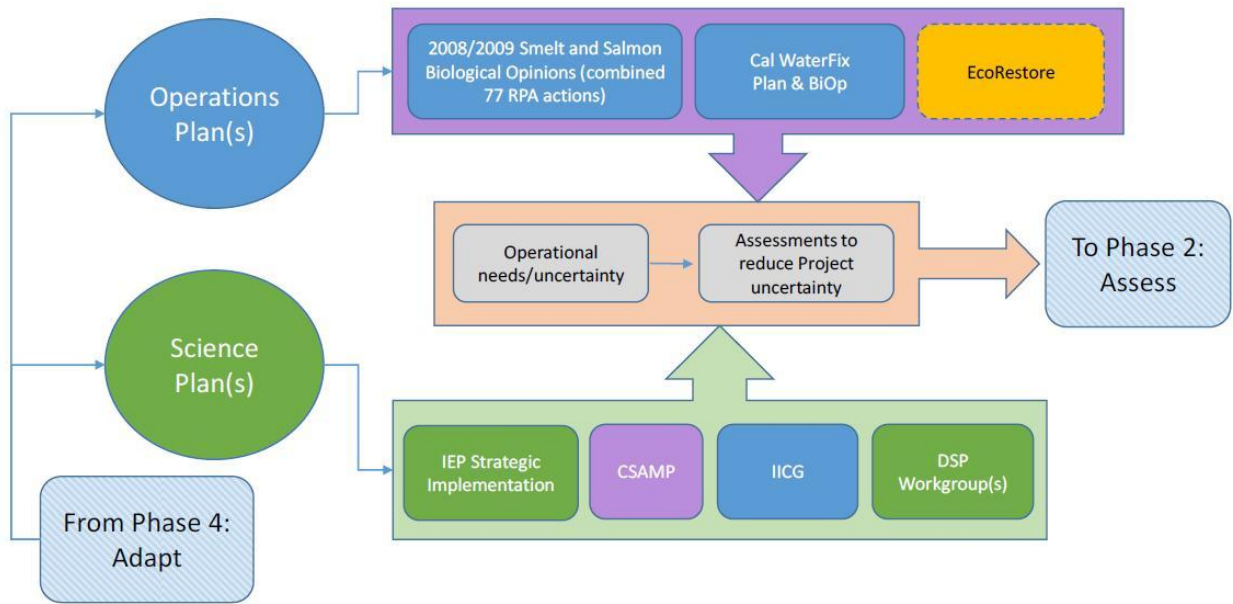 Operations
Plan(s)
2008/2009 Smelt and Salmon
Biological Opinions (combined
77 RPA actions)
Cal WaterFix
Plan & BiOp
EcoRestore
Operational
needs/uncertainty
Assessments to
reduce Project
uncertainty
To Phase 2:
Assess
Science
Plan(s)
IEP Strategic
Implementation
CSAMP
IICG
DSP
Workgroup(s)
From Phase 4:
Adapt